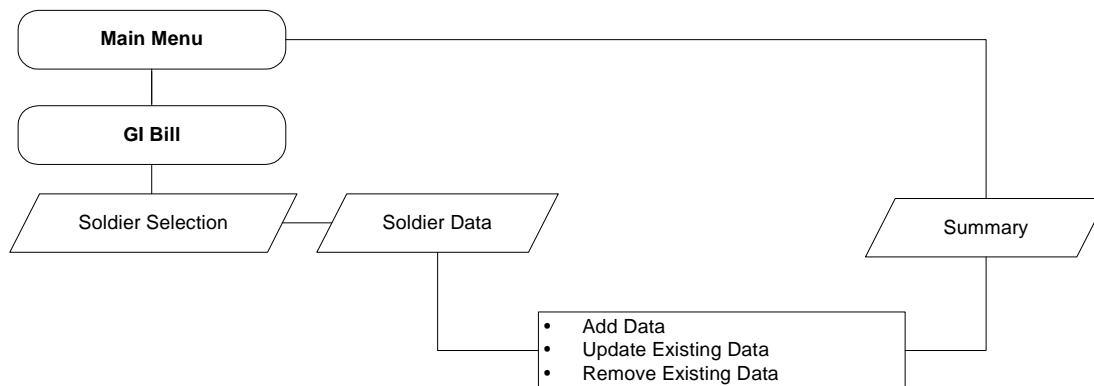 Main Menu
GI Bill
Soldier Selection
Soldier Data
Summary
• Add Data
• Update Existing Data
• Remove Existing Data